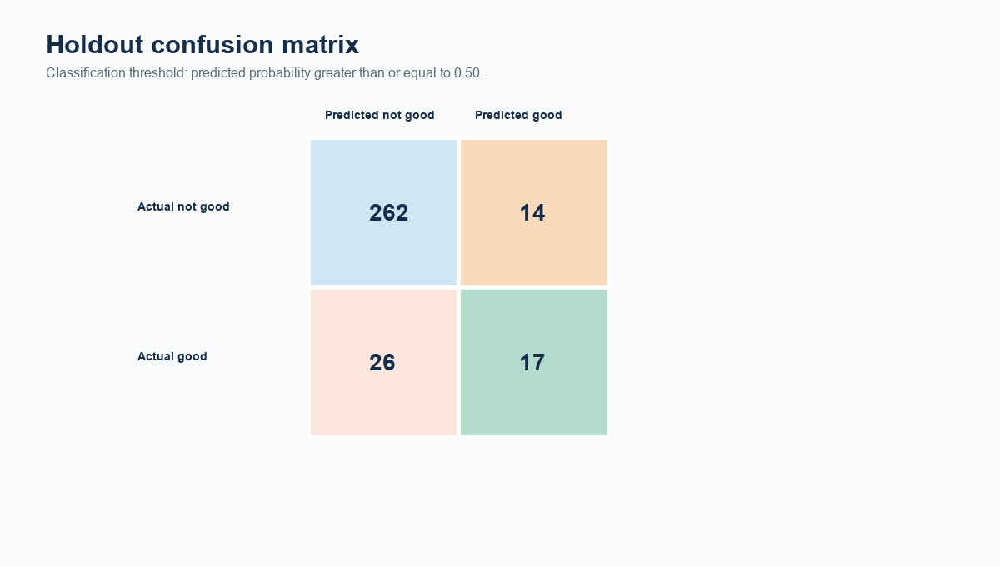 Holdout confusion matrix
Classification threshold: predicted probability greater than or equal to 0.50.
Predicted not good Predicted good
Actual not good 262 14
Actual good 26 17